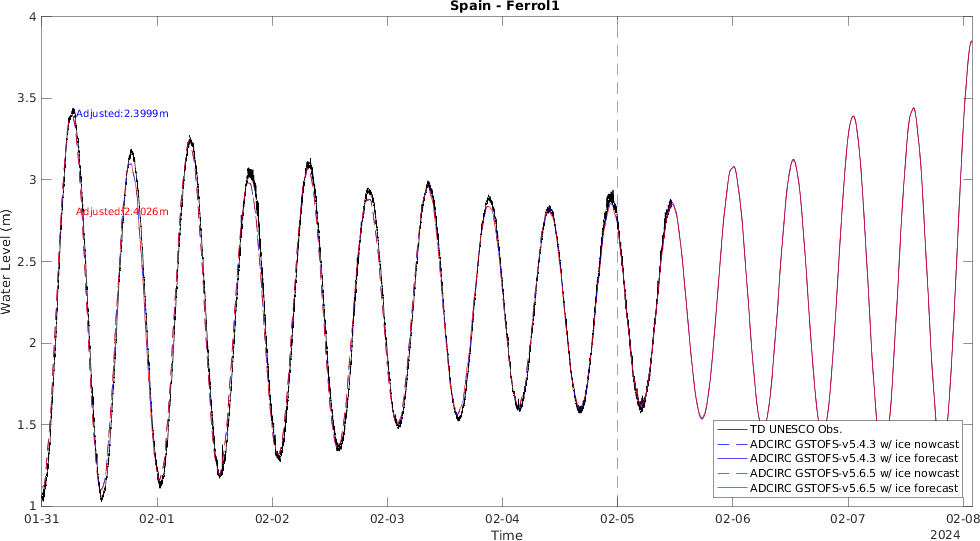 Spain - Ferrol1
4
3.5
3
2.5
2
1.5
1
Water Level (m)
Adjusted:2.3999m
Adjusted:2.4026m
TD UNESCO Obs.
ADCIRC GSTOFS-v5.4.3 w/ ice nowcast
ADCIRC GSTOFS-v5.4.3 w/ ice forecast
ADCIRC GSTOFS-v5.6.5 w/ ice nowcast
ADCIRC GSTOFS-v5.6.5 w/ ice forecast
01-31 02-01 02-02 02-03 02-04 02-05 02-06 02-07 02-08
Time 2024